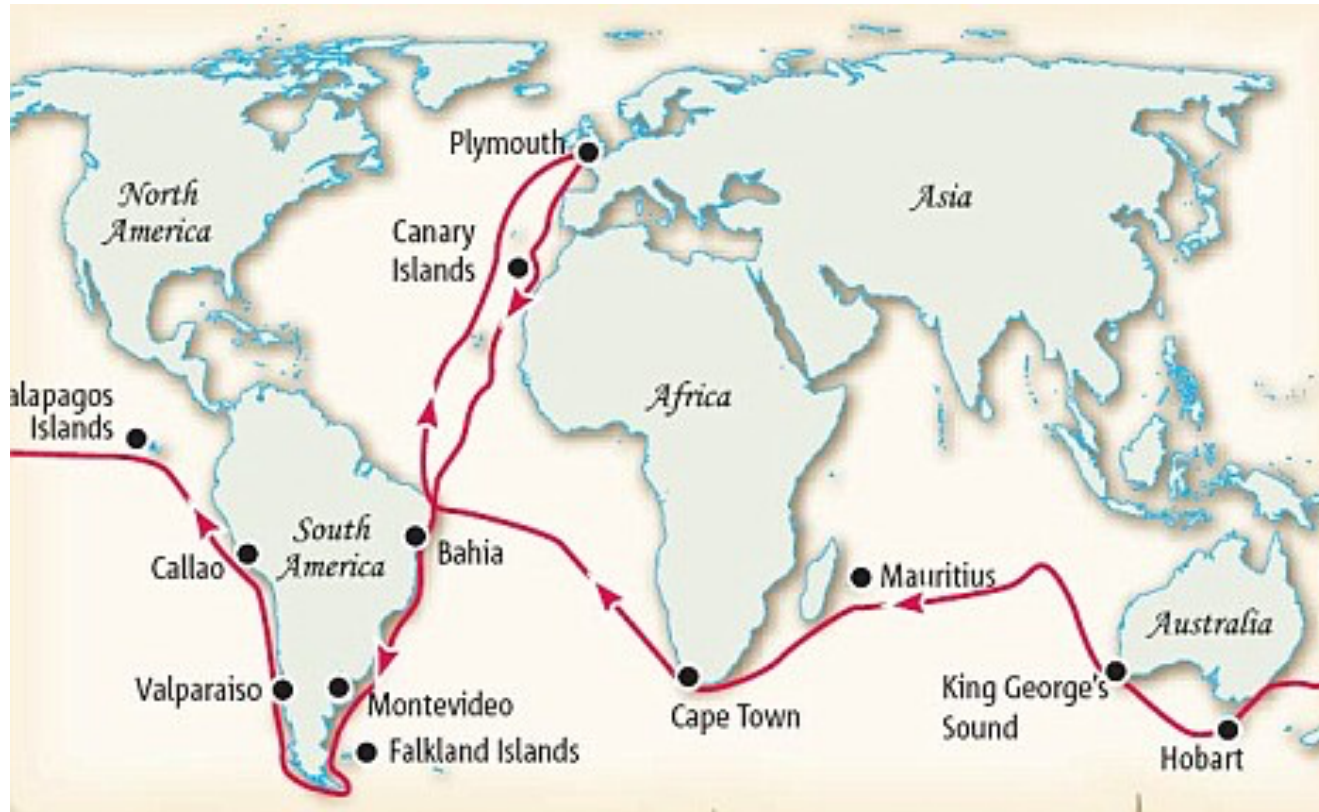 Plymouth
North
America
Asia
Canary
Islands
Africa
alapagos
Islands
South
America
Bahia
Callao
Mauritius
Australia
Valparaiso
Montevideo
King George's
Sound
Cape Town
Falkland Islands
Hobart